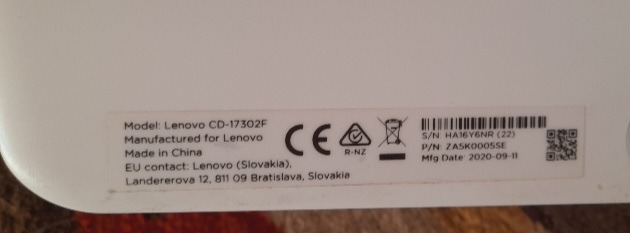 Model: Lenovo CD-17302F
Manufactured for Lenovo
Made in China
EU contact: Lenovo (Slovakia),
Landererova 12, 811 09 Bratislava, Slovakia
CE
R-NZ
S/N: HA16Y6NR (22)
P/N: ZA5K0005SE
Mfg Date: 2020-09-11